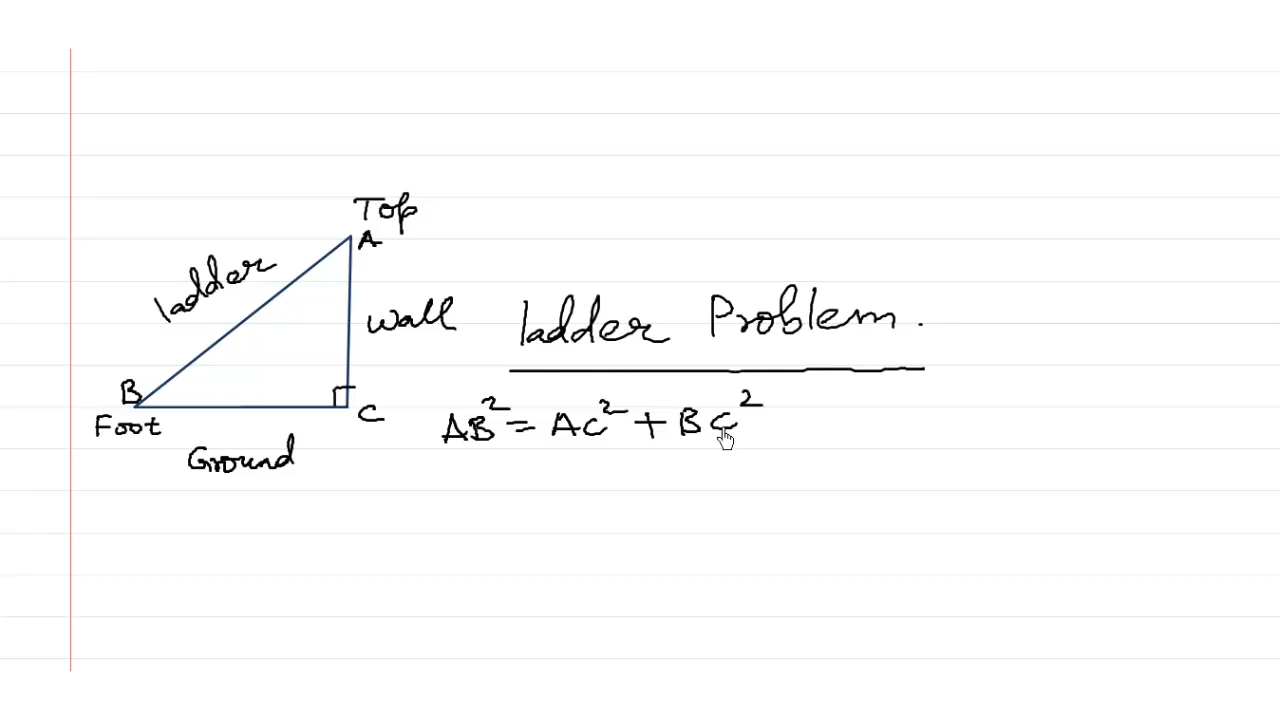 Top
A
ladder
wall
ladder Problem.
B
Foot
C
AB² = AC² + BC²
Ground